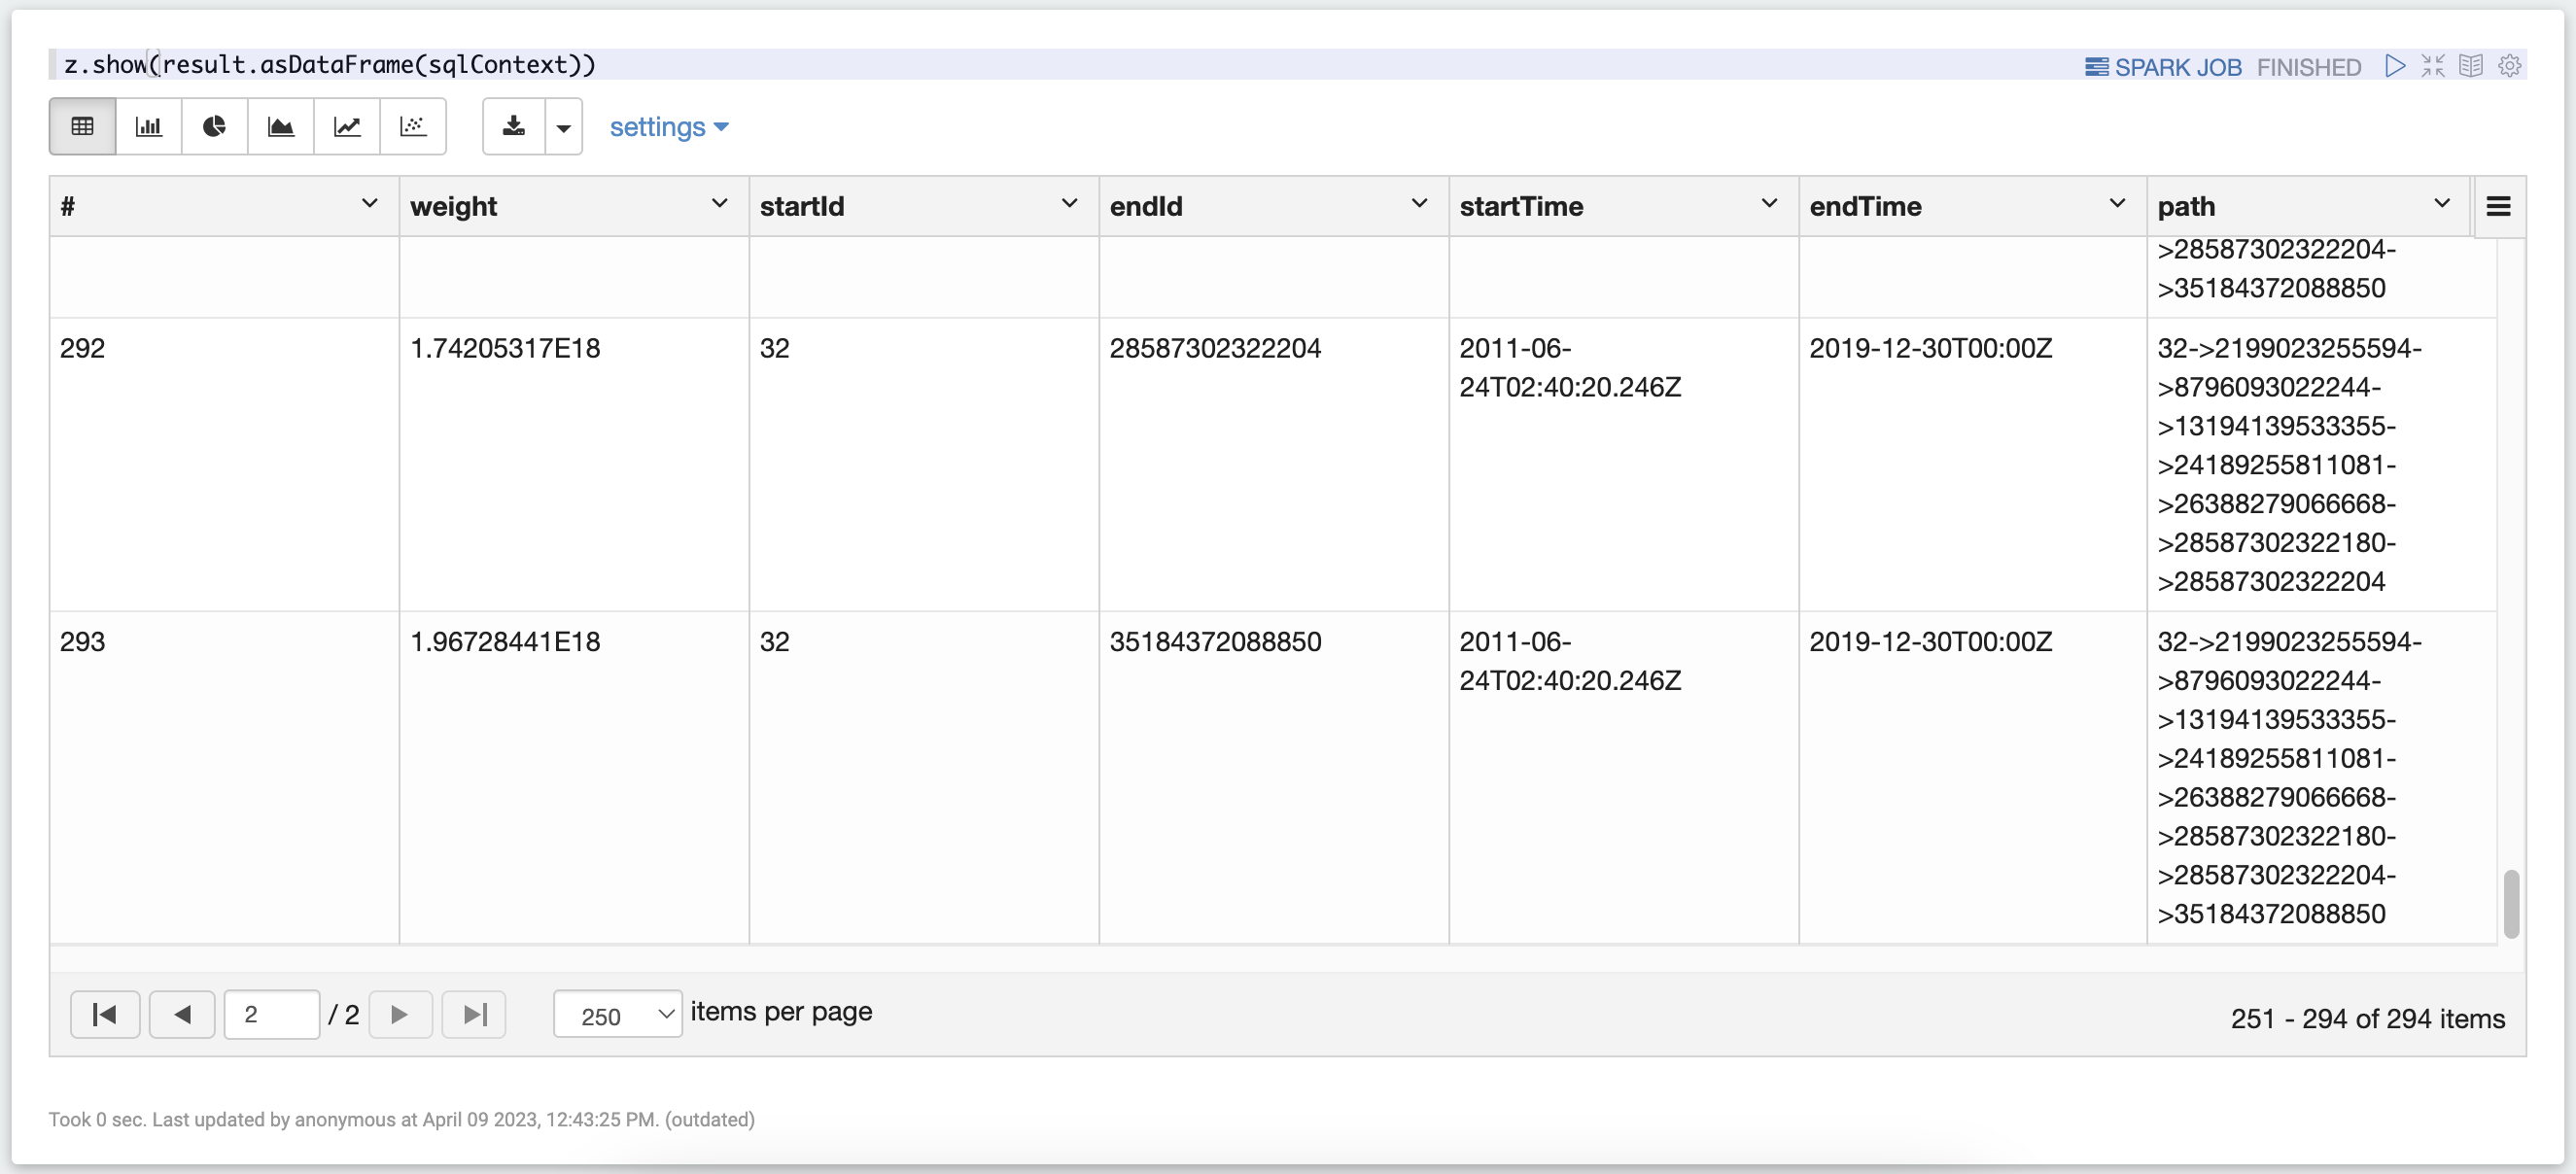 z.show(result.asDataFrame(sqlContext))
SPARK JOB FINISHED
settings
# weight startId endId startTime endTime path
>28587302322204-
>35184372088850
292 1.74205317E18 32 28587302322204 2011-06- 2019-12-30T00:00Z 32->2199023255594-
24T02:40:20.246Z >8796093022244-
>13194139533355-
>24189255811081-
>26388279066668-
>28587302322180-
>28587302322204
293 1.96728441E18 32 35184372088850 2011-06- 2019-12-30T00:00Z 32->2199023255594-
24T02:40:20.246Z >8796093022244-
>13194139533355-
>24189255811081-
>26388279066668-
>28587302322180-
>28587302322204-
>35184372088850
2 / 2 250 items per page 251 - 294 of 294 items
Took 0 sec. Last updated by anonymous at April 09 2023, 12:43:25 PM. (outdated)